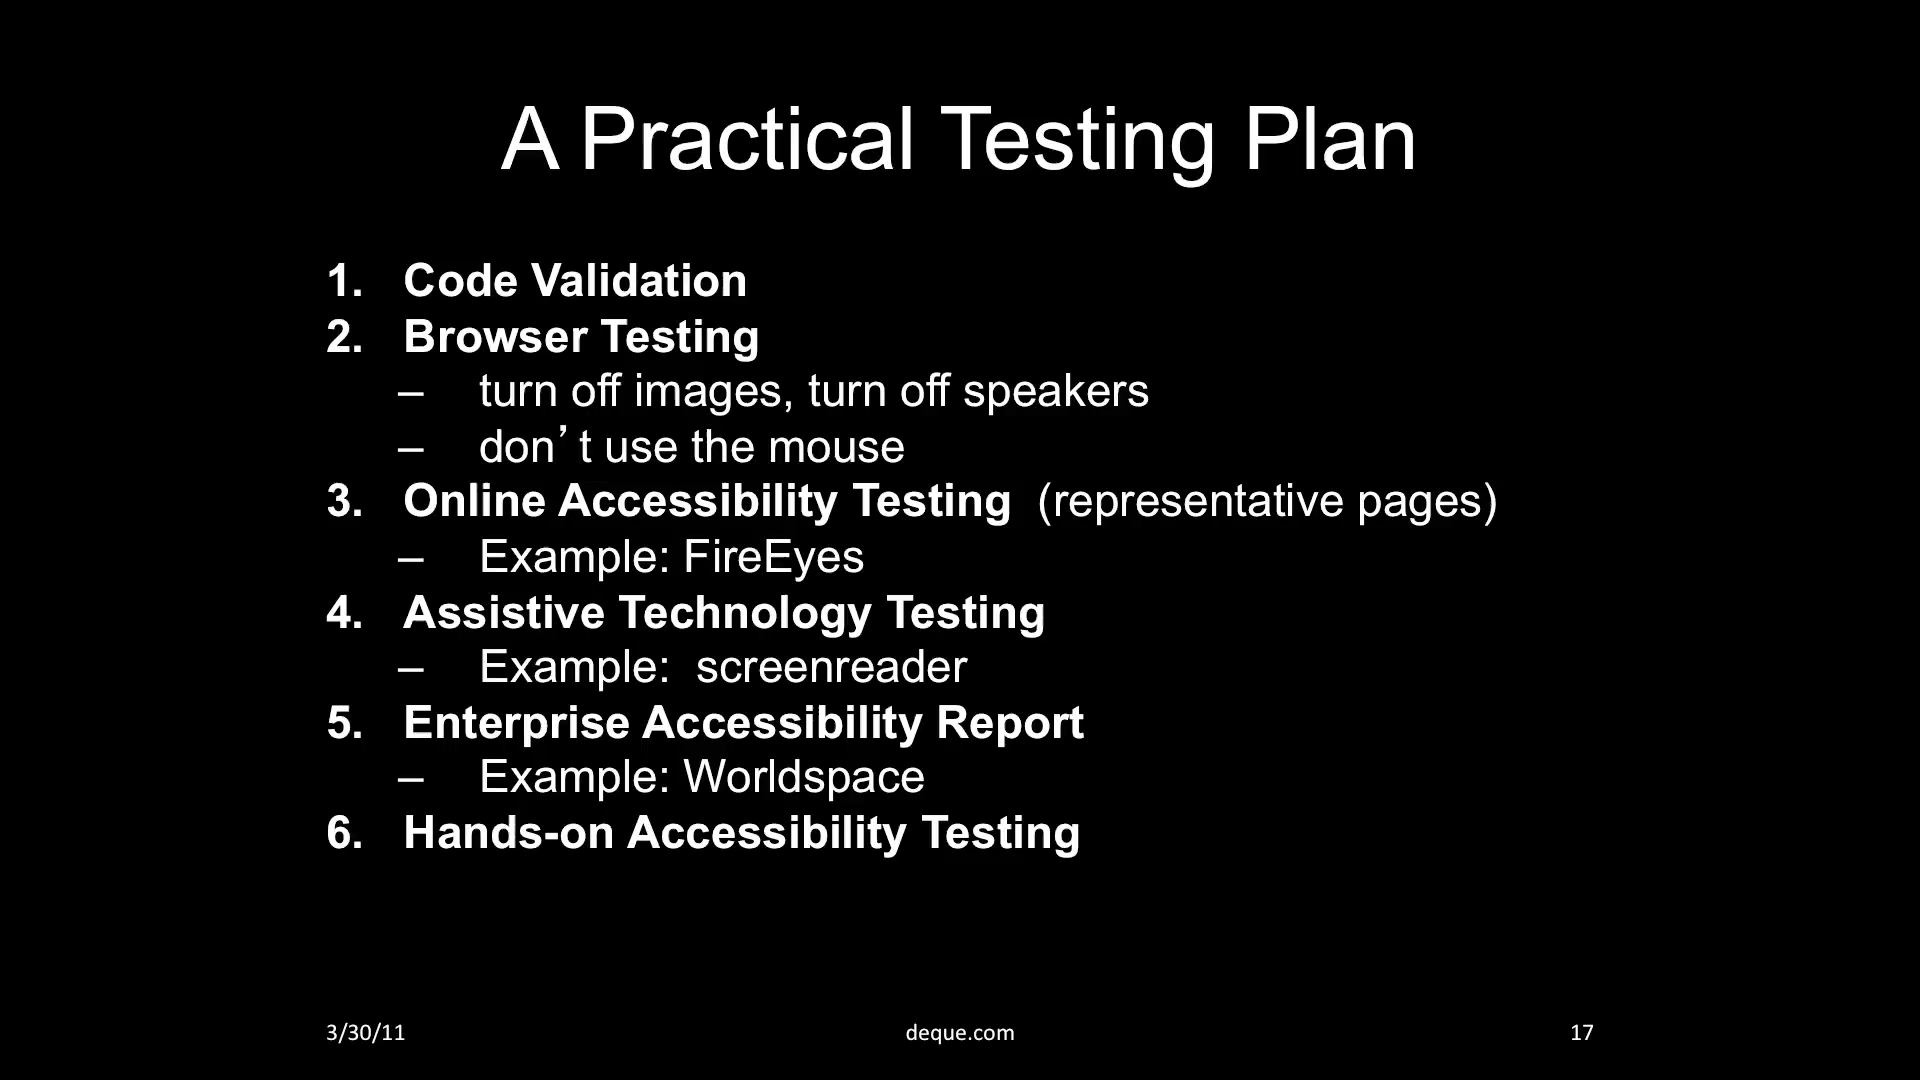 A Practical Testing Plan
1. Code Validation
2. Browser Testing
– turn off images, turn off speakers
– don’t use the mouse
3. Online Accessibility Testing (representative pages)
– Example: FireEyes
4. Assistive Technology Testing
– Example: screenreader
5. Enterprise Accessibility Report
– Example: Worldspace
6. Hands-on Accessibility Testing
3/30/11 deque.com 17